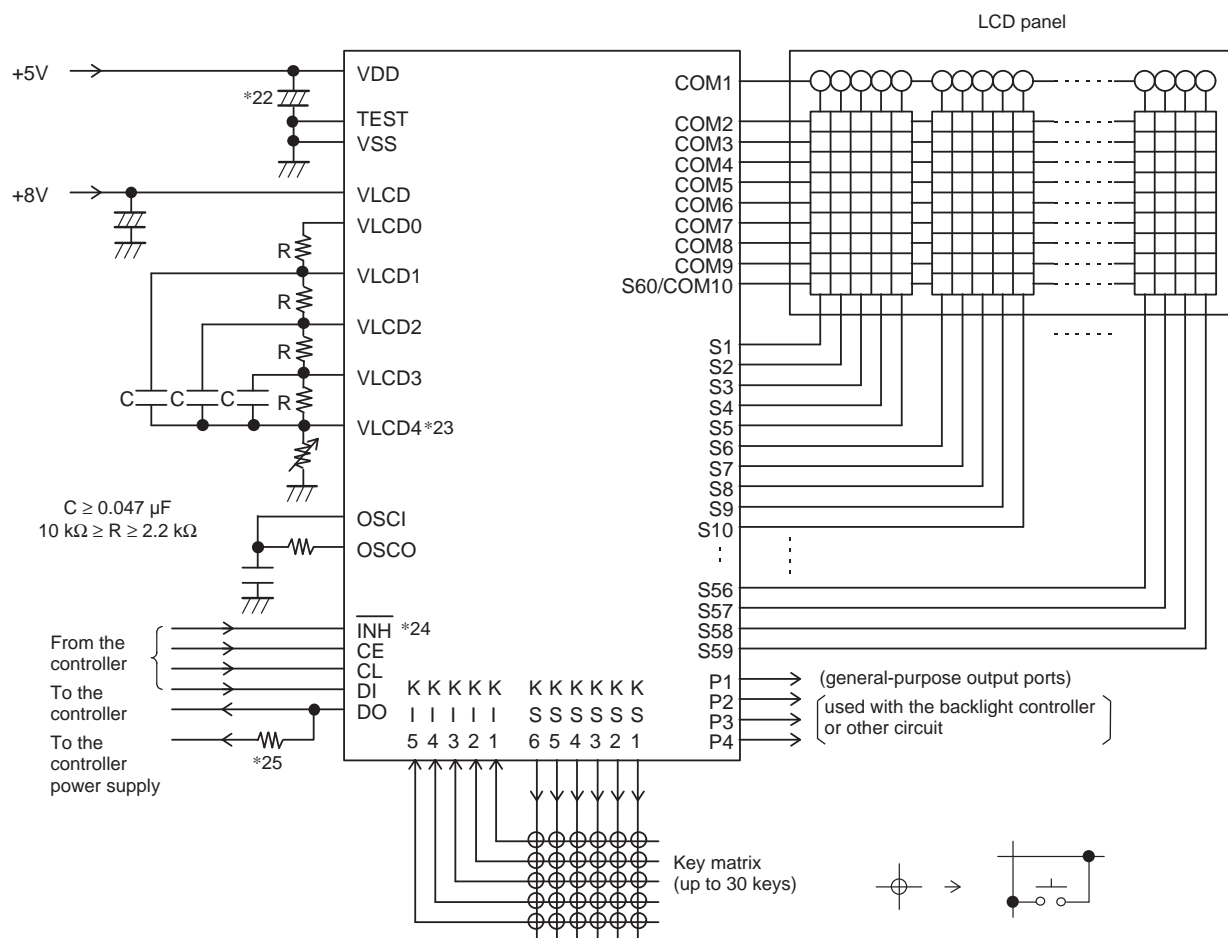 LCD panel
+5V
*22
VDD
TEST
VSS
+8V
VLCD
VLCD0
R
VLCD1
R
VLCD2
R
VLCD3
C
C
C
R
VLCD4 *23
C ≥ 0.047 µF
10 kΩ ≥ R ≥ 2.2 kΩ
OSCI
OSCO
From the
controller
INH *24
CE
CL
DI
To the
controller
DO
To the
controller
power supply
*25
COM1
COM2
COM3
COM4
COM5
COM6
COM7
COM8
COM9
S60/COM10
S1
S2
S3
S4
S5
S6
S7
S8
S9
S10
S56
S57
S58
S59
P1
P2
P3
P4
(general-purpose output ports)
used with the backlight controller
or other circuit
K K K K K K K K K K K
I I I I I S S S S S S
5 4 3 2 1 6 5 4 3 2 1
Key matrix
(up to 30 keys)